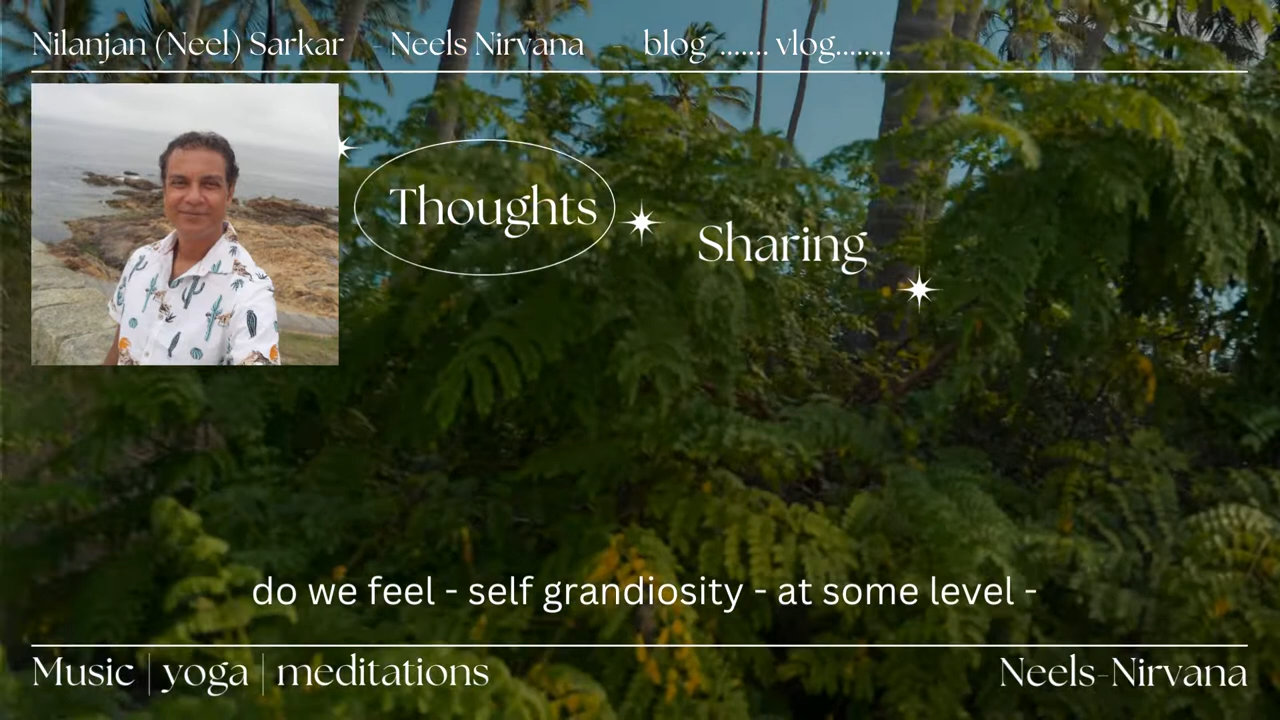 Nilanjan (Neel) Sarkar - Neels Nirvana - blog ....... vlog........
Thoughts
Sharing
do we feel - self grandiosity - at some level -
Music | yoga | meditations
Neels-Nirvana